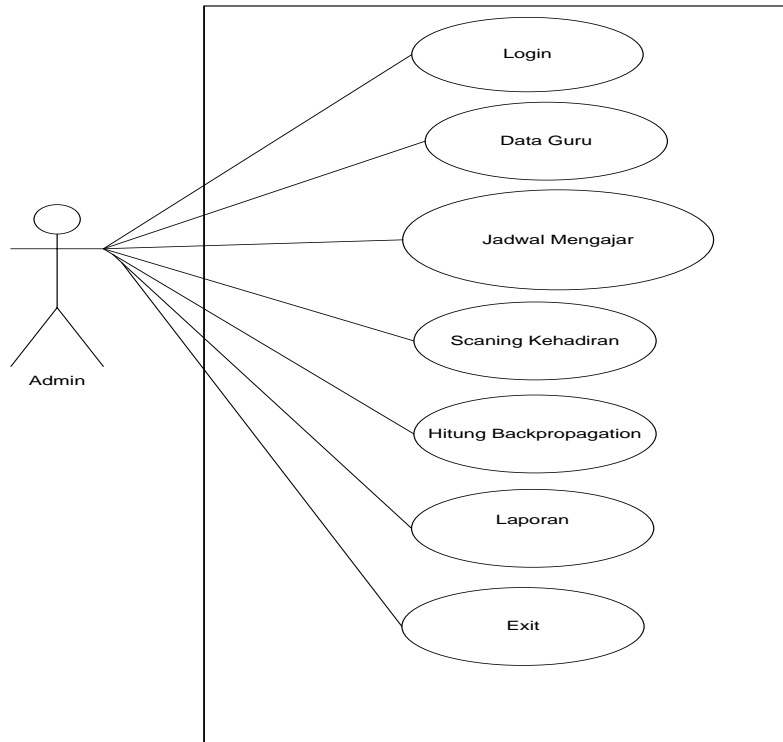 Login
Data Guru
Jadwal Mengajar
Scaning Kehadiran
Admin
Hitung Backpropagation
Laporan
Exit